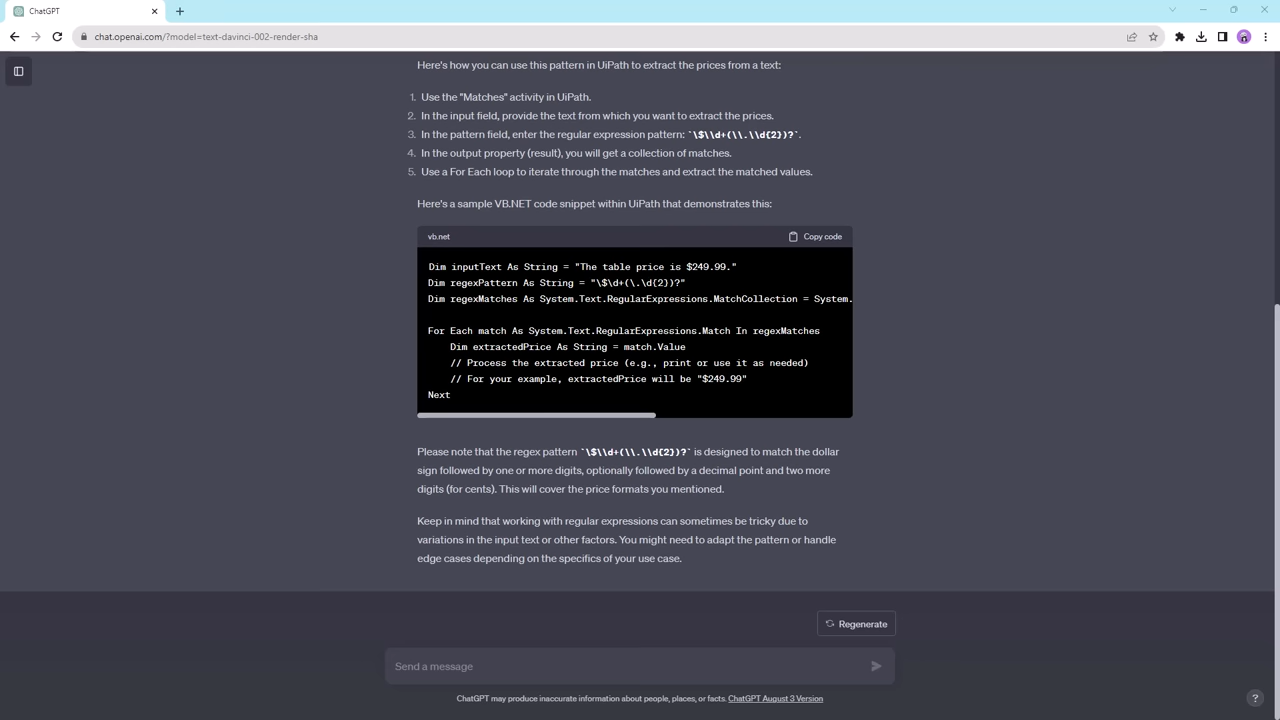 ChatGPT
chat.openai.com/?model=text-davinci-002-render-sha
Here's how you can use this pattern in UiPath to extract the prices from a text:
1. Use the "Matches" activity in UiPath.
2. In the input field, provide the text from which you want to extract the prices.
3. In the pattern field, enter the regular expression pattern: `\$\\d+(\\.\\d{2})?`.
4. In the output property (result), you will get a collection of matches.
5. Use a For Each loop to iterate through the matches and extract the matched values.
Here's a sample VB.NET code snippet within UiPath that demonstrates this:
vb.net
Copy code
Dim inputText As String = "The table price is $249.99."
Dim regexPattern As String = "\$\d+(\.\d{2})?"
Dim regexMatches As System.Text.RegularExpressions.MatchCollection = System.
For Each match As System.Text.RegularExpressions.Match In regexMatches
    Dim extractedPrice As String = match.Value
    // Process the extracted price (e.g., print or use it as needed)
    // For your example, extractedPrice will be "$249.99"
Next
Please note that the regex pattern `\$\\d+(\\.\\d{2})?` is designed to match the dollar
sign followed by one or more digits, optionally followed by a decimal point and two more
digits (for cents). This will cover the price formats you mentioned.
Keep in mind that working with regular expressions can sometimes be tricky due to
variations in the input text or other factors. You might need to adapt the pattern or handle
edge cases depending on the specifics of your use case.
Regenerate
Send a message
ChatGPT may produce inaccurate information about people, places, or facts. ChatGPT August 3 Version
?